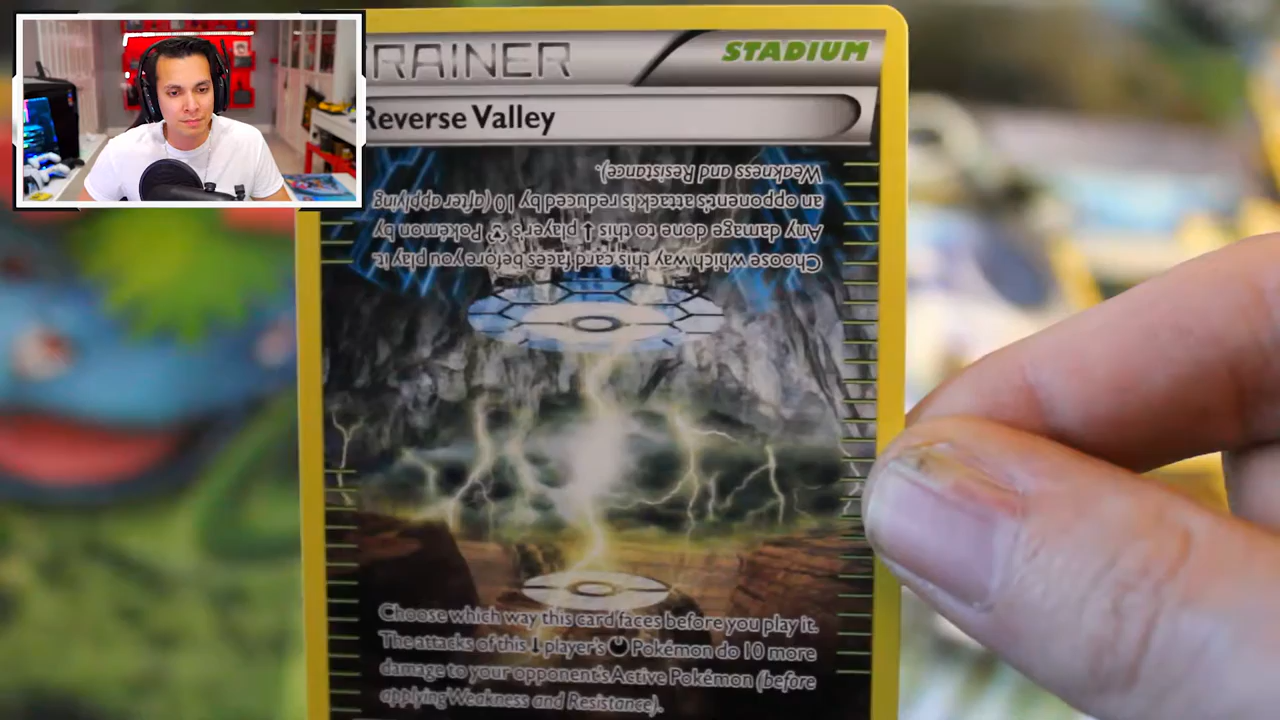 TRAINER
STADIUM
Reverse Valley
Weakness and Resistance).
an opponent's attack is reduced by 10 (after applying
Any damage done to this player's Pokémon by
Choose which way this card faces before you play it.
Choose which way this card faces before you play it.
The attacks of this player's Pokémon do 10 more
damage to your opponent's Active Pokémon (before
applying Weakness and Resistance).